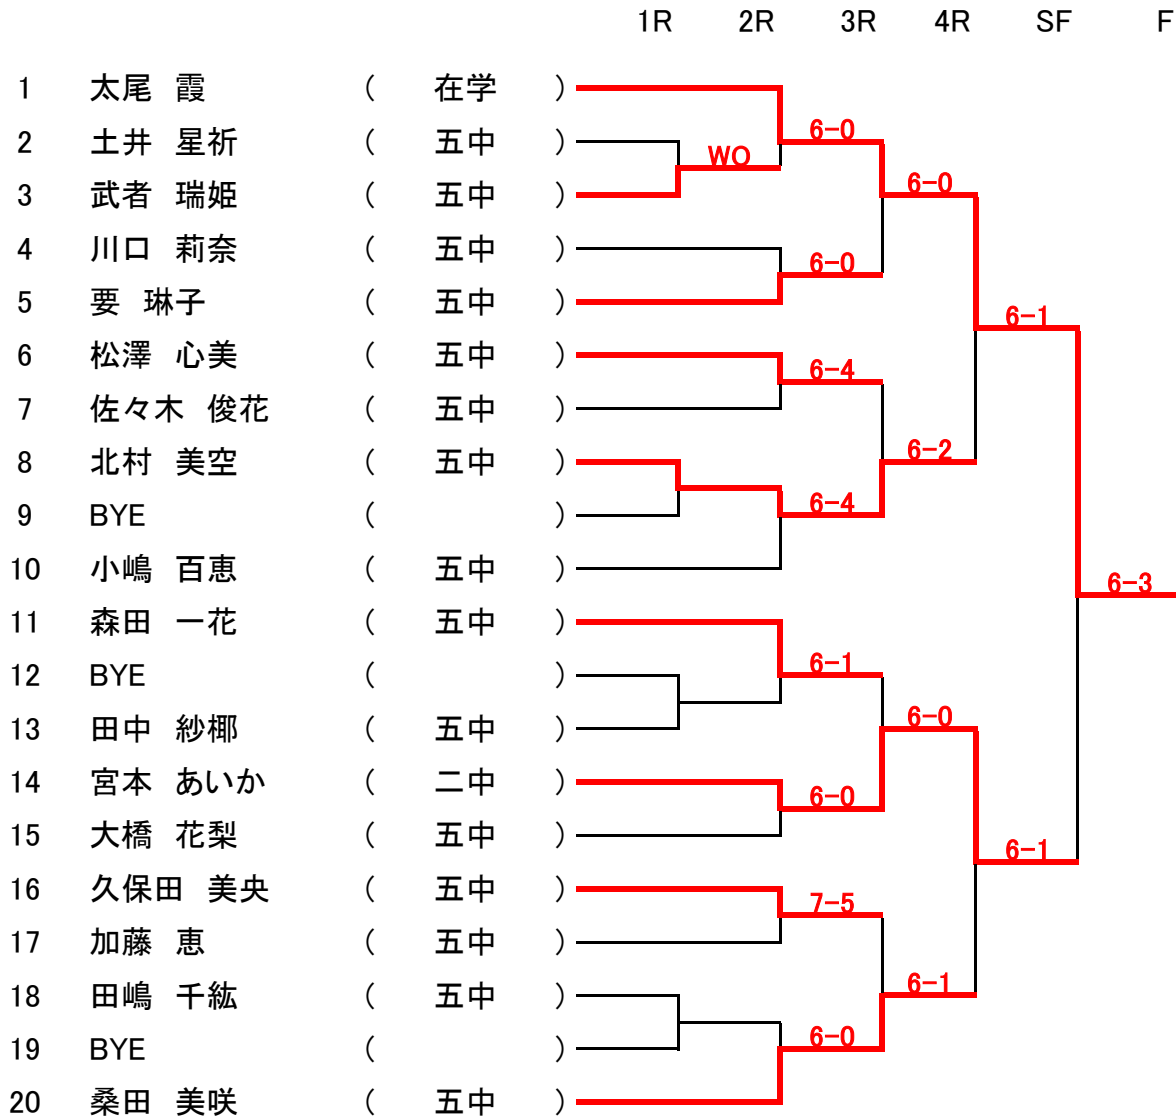 1R 2R 3R 4R SF F
1 太尾 霞 ( 在学 )
6-0
2 土井 星祈 ( 五中 )
WO
3 武者 瑞姫 ( 五中 )
6-0
4 川口 莉奈 ( 五中 )
6-0
5 要 琳子 ( 五中 )
6-1
6 松澤 心美 ( 五中 )
6-4
7 佐々木 俊花 ( 五中 )
6-2
8 北村 美空 ( 五中 )
6-4
9 BYE ( )
10 小嶋 百恵 ( 五中 )
6-3
11 森田 一花 ( 五中 )
6-1
12 BYE ( )
6-0
13 田中 紗椰 ( 五中 )
14 宮本 あいか ( 二中 )
6-0
15 大橋 花梨 ( 五中 )
6-1
16 久保田 美央 ( 五中 )
7-5
17 加藤 恵 ( 五中 )
6-1
18 田嶋 千紘 ( 五中 )
6-0
19 BYE ( )
20 桑田 美咲 ( 五中 )